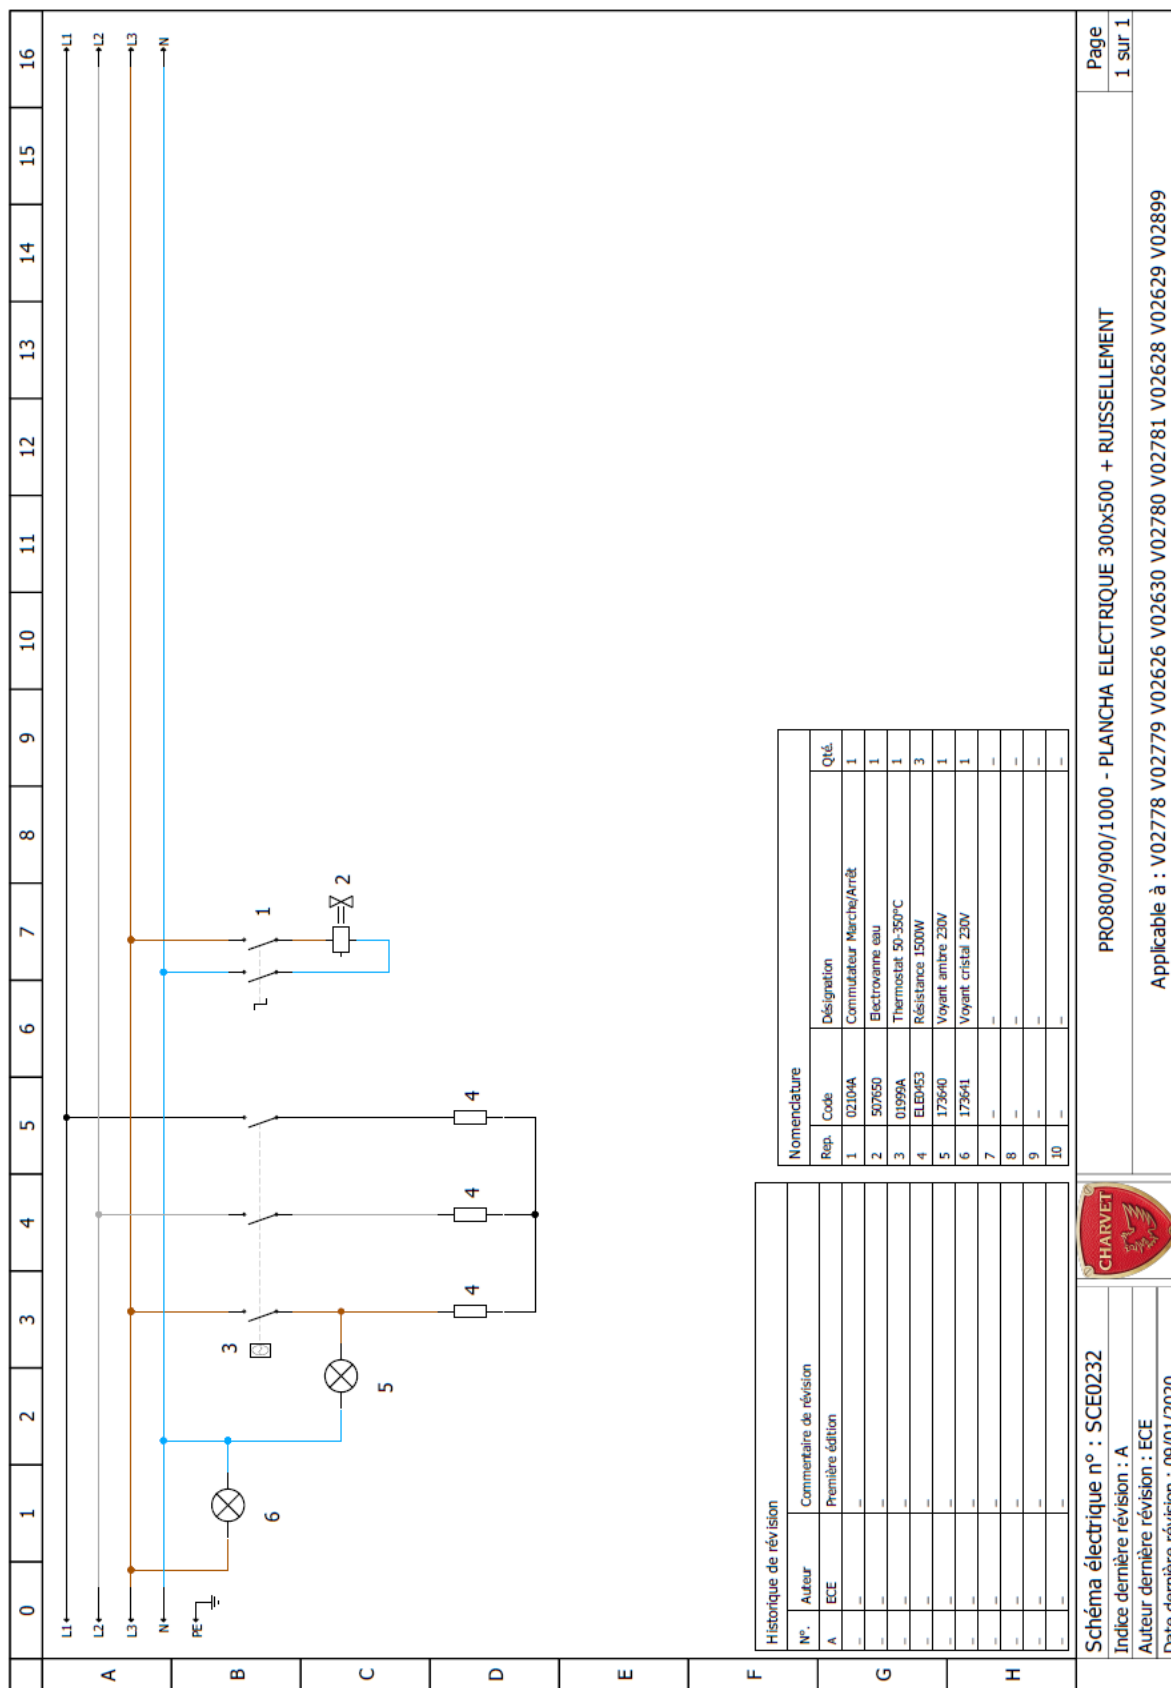 0 1 2 3 4 5 6 7 8 9 10 11 12 13 14 15 16
A
B
C
D
E
F
G
H
L1 L1
L2 L2
L3 L3
N N
PE
6
5
3
4
4
4
1
2
Historique de révision
N°. Auteur Commentaire de révision
A ECE Première édition
– – –
– – –
– – –
– – –
– – –
– – –
– – –
– – –
– – –
– – –
Nomenclature
Rep. Code Désignation Qté.
1 02104A Commutateur Marche/Arrêt 1
2 507650 Electrovanne eau 1
3 01999A Thermostat 50-350°C 1
4 ELE0453 Résistance 1500W 3
5 173640 Voyant ambre 230V 1
6 173641 Voyant cristal 230V 1
7 – – –
8 – – –
9 – – –
10 – – –
Schéma électrique n° : SCE0232
Indice dernière révision : A
Auteur dernière révision : ECE
Date dernière révision : 09/01/2020
CHARVET
PRO800/900/1000 - PLANCHA ELECTRIQUE 300x500 + RUISSELLEMENT
Applicable à : V02778 V02779 V02626 V02630 V02780 V02781 V02628 V02629 V02899
Page
1 sur 1